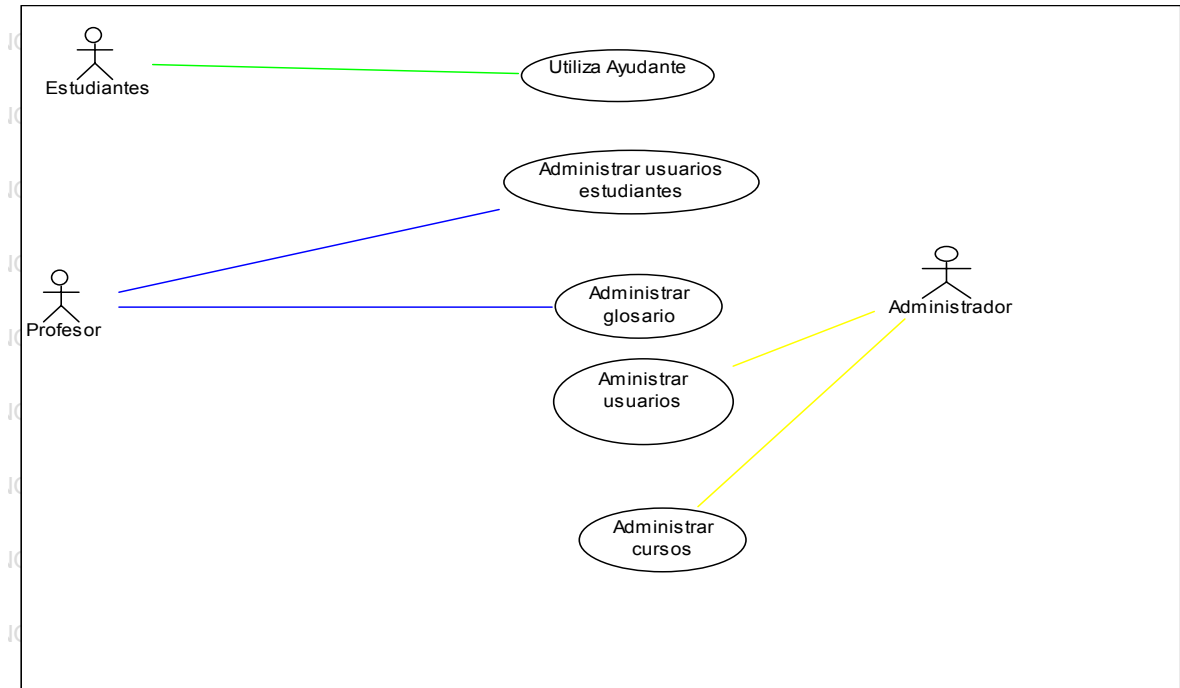 Estudiantes
Utiliza Ayudante
Administrar usuarios
estudiantes
Profesor
Administrar
glosario
Administrador
Aministrar
usuarios
Administrar
cursos